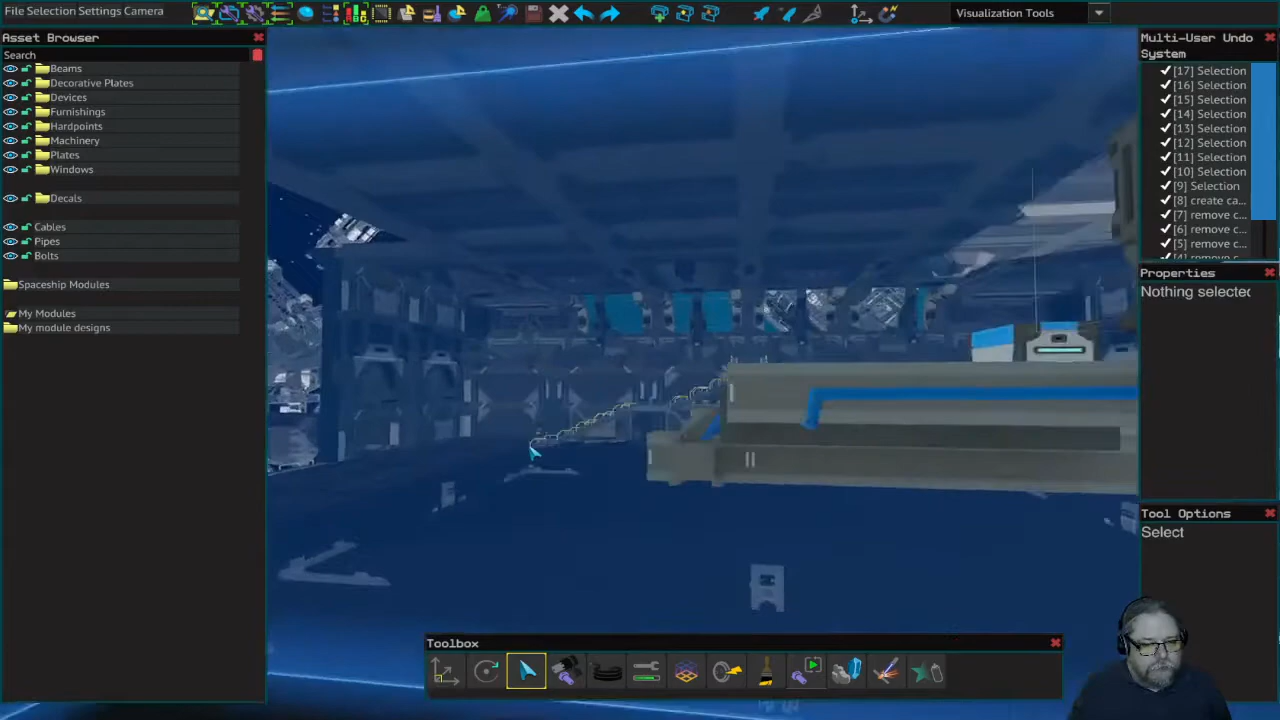 File Selection Settings Camera
Visualization Tools
Asset Browser
Search
Beams
Decorative Plates
Devices
Furnishings
Hardpoints
Machinery
Plates
Windows
Decals
Cables
Pipes
Bolts
Spaceship Modules
My Modules
My module designs
Multi-User Undo
System
[17] Selection
[16] Selection
[15] Selection
[14] Selection
[13] Selection
[12] Selection
[11] Selection
[10] Selection
[9] Selection
[8] create ca...
[7] remove c...
[6] remove c...
[5] remove c...
[4] remove c...
Properties
Nothing selected
Tool Options
Select
Toolbox